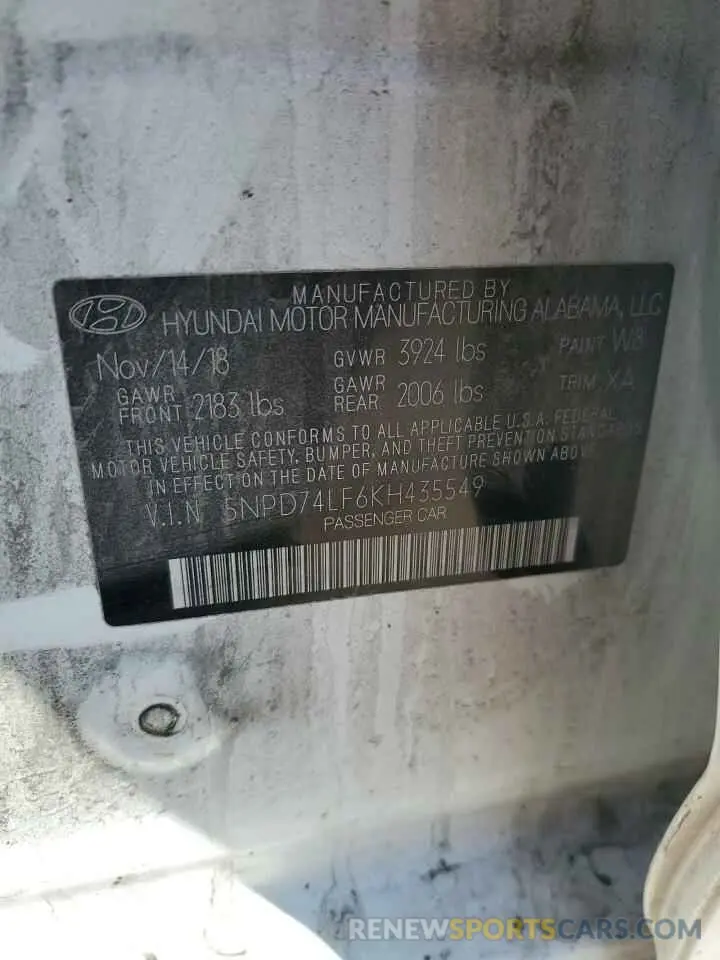 MANUFACTURED BY
HYUNDAI MOTOR MANUFACTURING ALABAMA, LLC
Nov/14/18 GVWR 3924 lbs PAINT W8
GAWR FRONT 2183 lbs GAWR REAR 2006 lbs TRIM XA
THIS VEHICLE CONFORMS TO ALL APPLICABLE U.S.A. FEDERAL
MOTOR VEHICLE SAFETY, BUMPER, AND THEFT PREVENTION STANDARDS
IN EFFECT ON THE DATE OF MANUFACTURE SHOWN ABOVE
V.I.N 5NPD74LF6KH435549
PASSENGER CAR
RENEWSPORTSCARS.COM